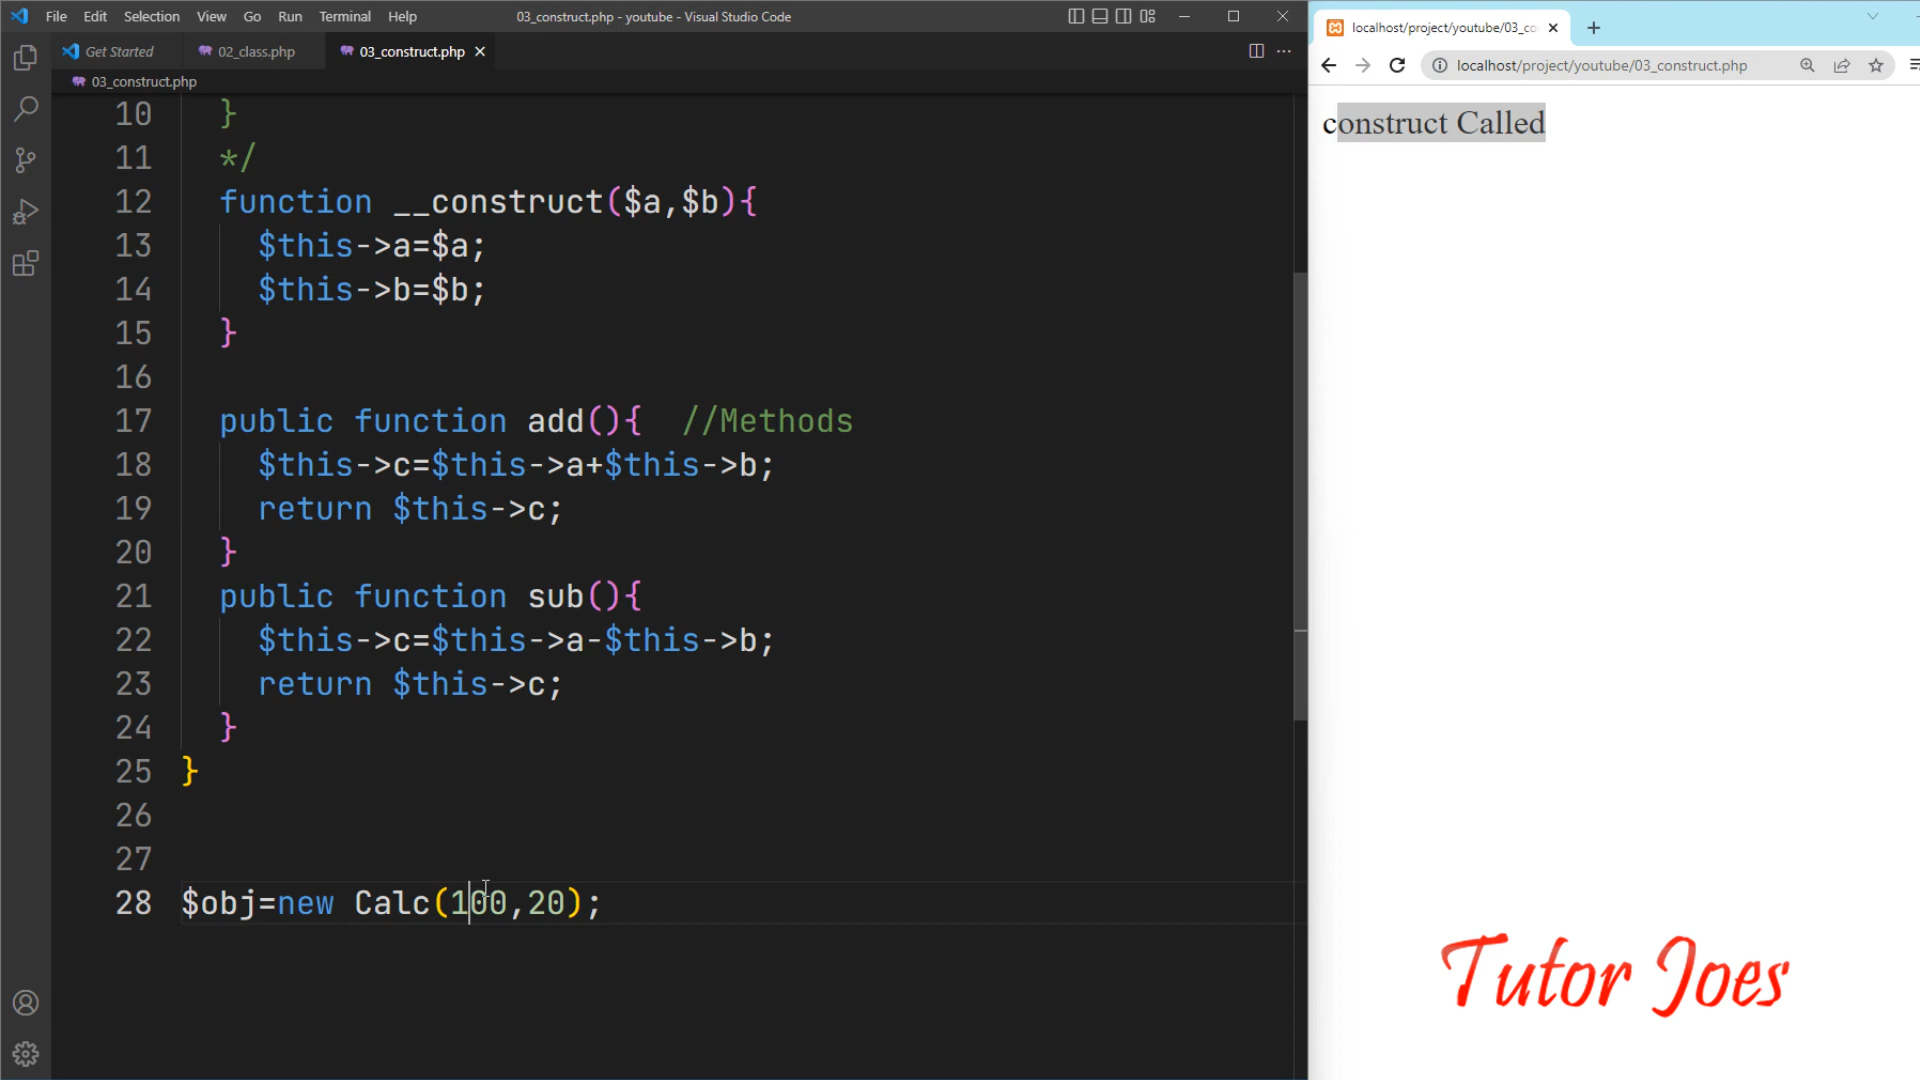 File Edit Selection View Go Run Terminal Help
03_construct.php - youtube - Visual Studio Code
Get Started
02_class.php
03_construct.php
03_construct.php
10 }
11 */
12 function __construct($a,$b){
13 $this->a=$a;
14 $this->b=$b;
15 }
16
17 public function add(){ //Methods
18 $this->c=$this->a+$this->b;
19 return $this->c;
20 }
21 public function sub(){
22 $this->c=$this->a-$this->b;
23 return $this->c;
24 }
25 }
26
27
28 $obj=new Calc(100,20);
localhost/project/youtube/03_co
localhost/project/youtube/03_construct.php
construct Called
Tutor Joes